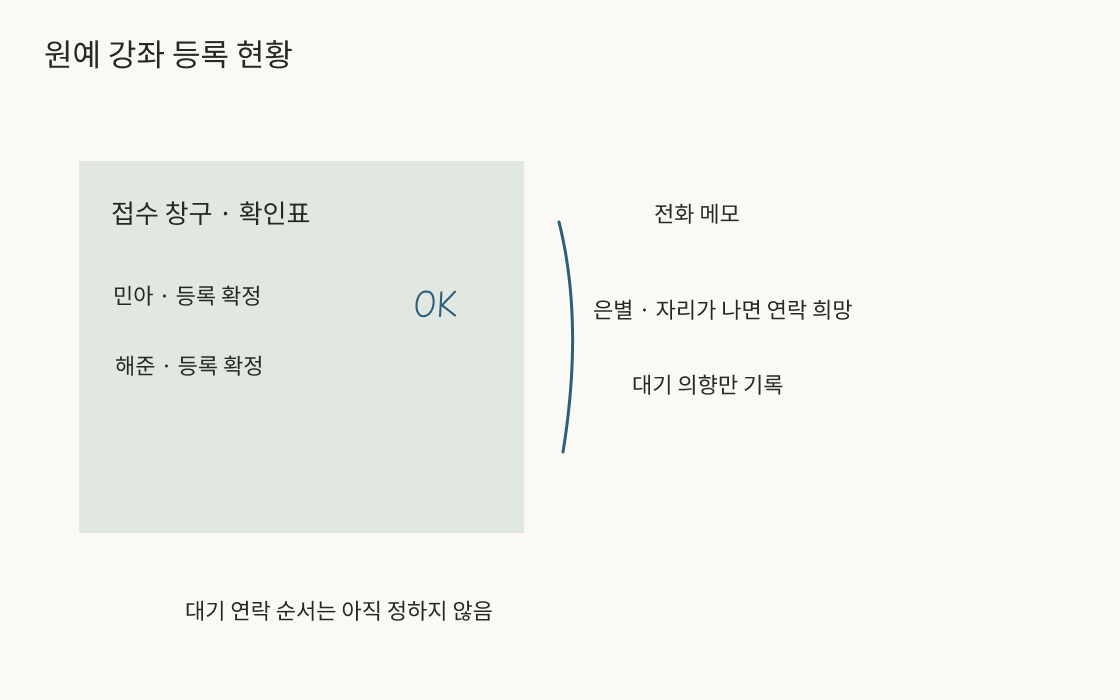 원예 강좌 등록 현황
접수 창구 · 확인표
민아 · 등록 확정
OK
해준 · 등록 확정
전화 메모
은별 · 자리가 나면 연락 희망
대기 의향만 기록
대기 연락 순서는 아직 정하지 않음